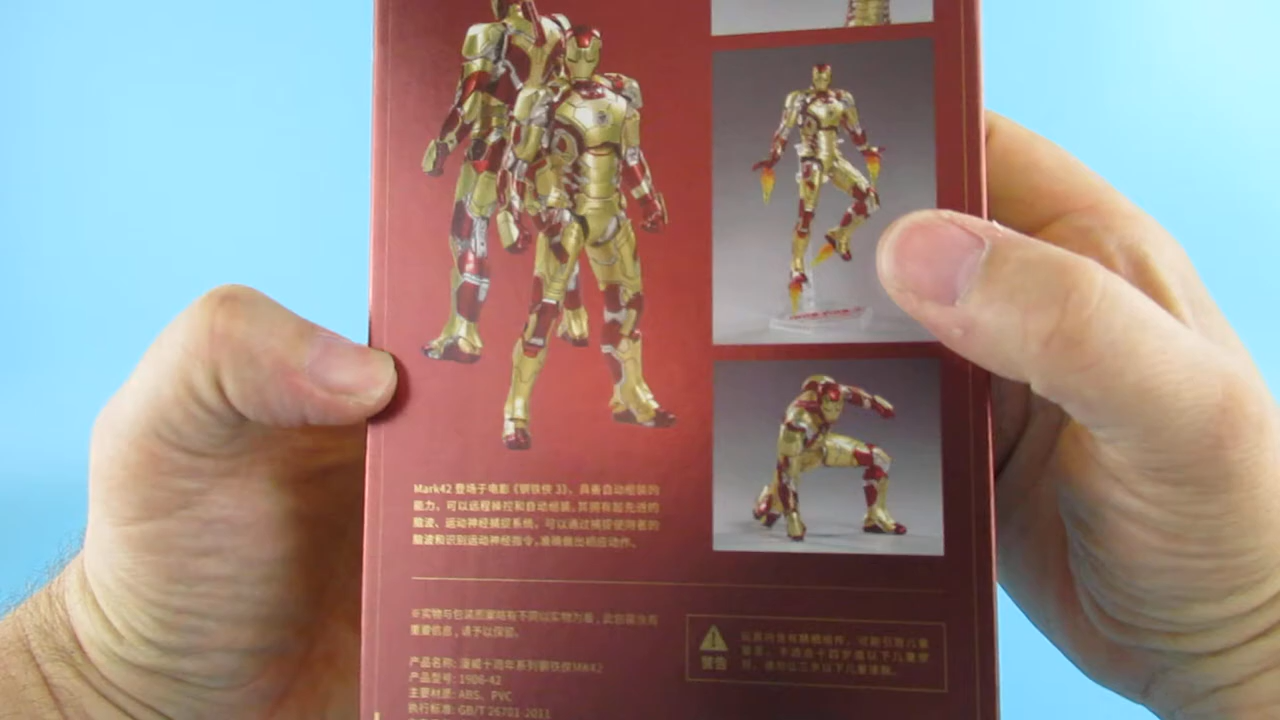 Mark42 登场于电影《钢铁侠 3》，具备自动组装的
能力，可以远程操控和自动组装，其拥有超先进的
脑波、运动神经捕捉系统，可以通过捕捉使用者的
脑波和识别运动神经指令，准确做出响应动作。
※实物与包装图案略有不同以实物为准，此包装含有
重要信息，请予以保留。
产品名称: 漫威十周年系列钢铁侠MK42
产品型号: 1906-42
主要材质: ABS、PVC
执行标准: GB/T 26701-2011
警告